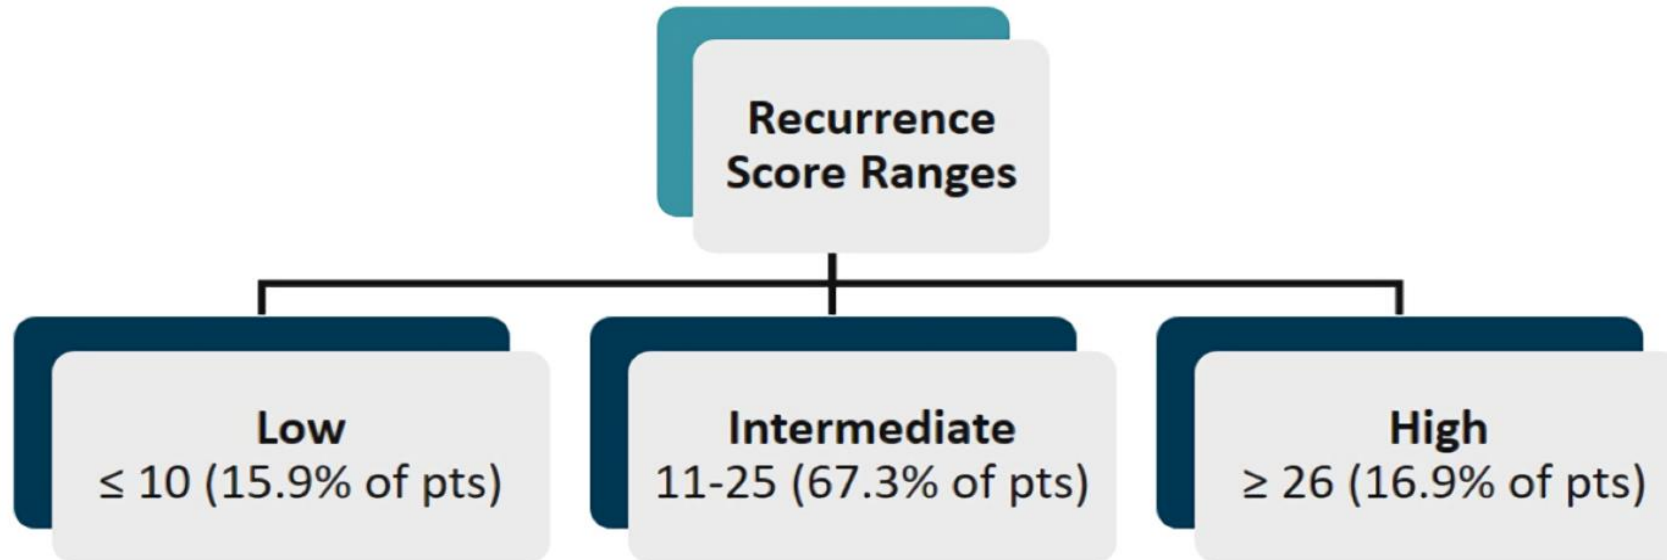 Recurrence
Score Ranges
Low
≤ 10 (15.9% of pts)
Intermediate
11-25 (67.3% of pts)
High
≥ 26 (16.9% of pts)